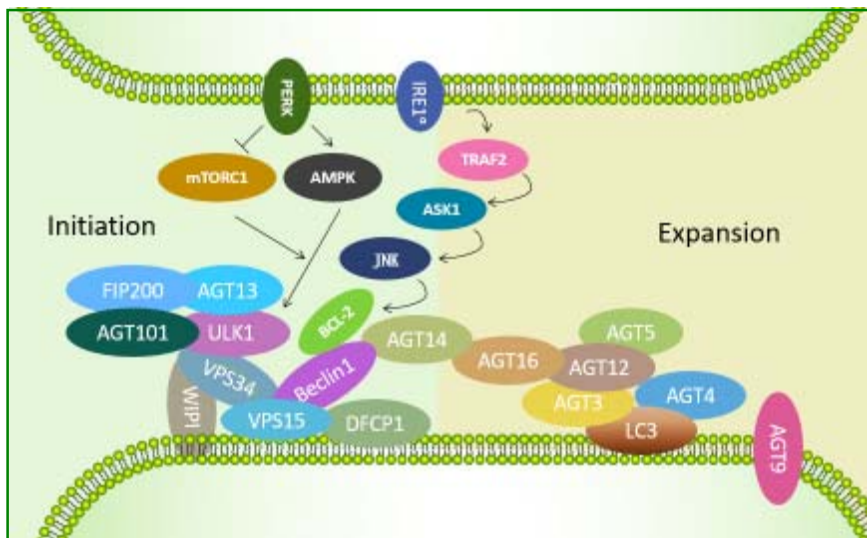 PERK
IRE1α
TRAF2
mTORC1
AMPK
ASK1
Initiation
Expansion
JNK
FIP200
AGT13
BCL-2
AGT101
ULK1
AGT14
AGT5
AGT16
AGT12
VPS34
Beclin1
WIPI
AGT3
AGT4
VPS15
DFCP1
LC3
AGT9